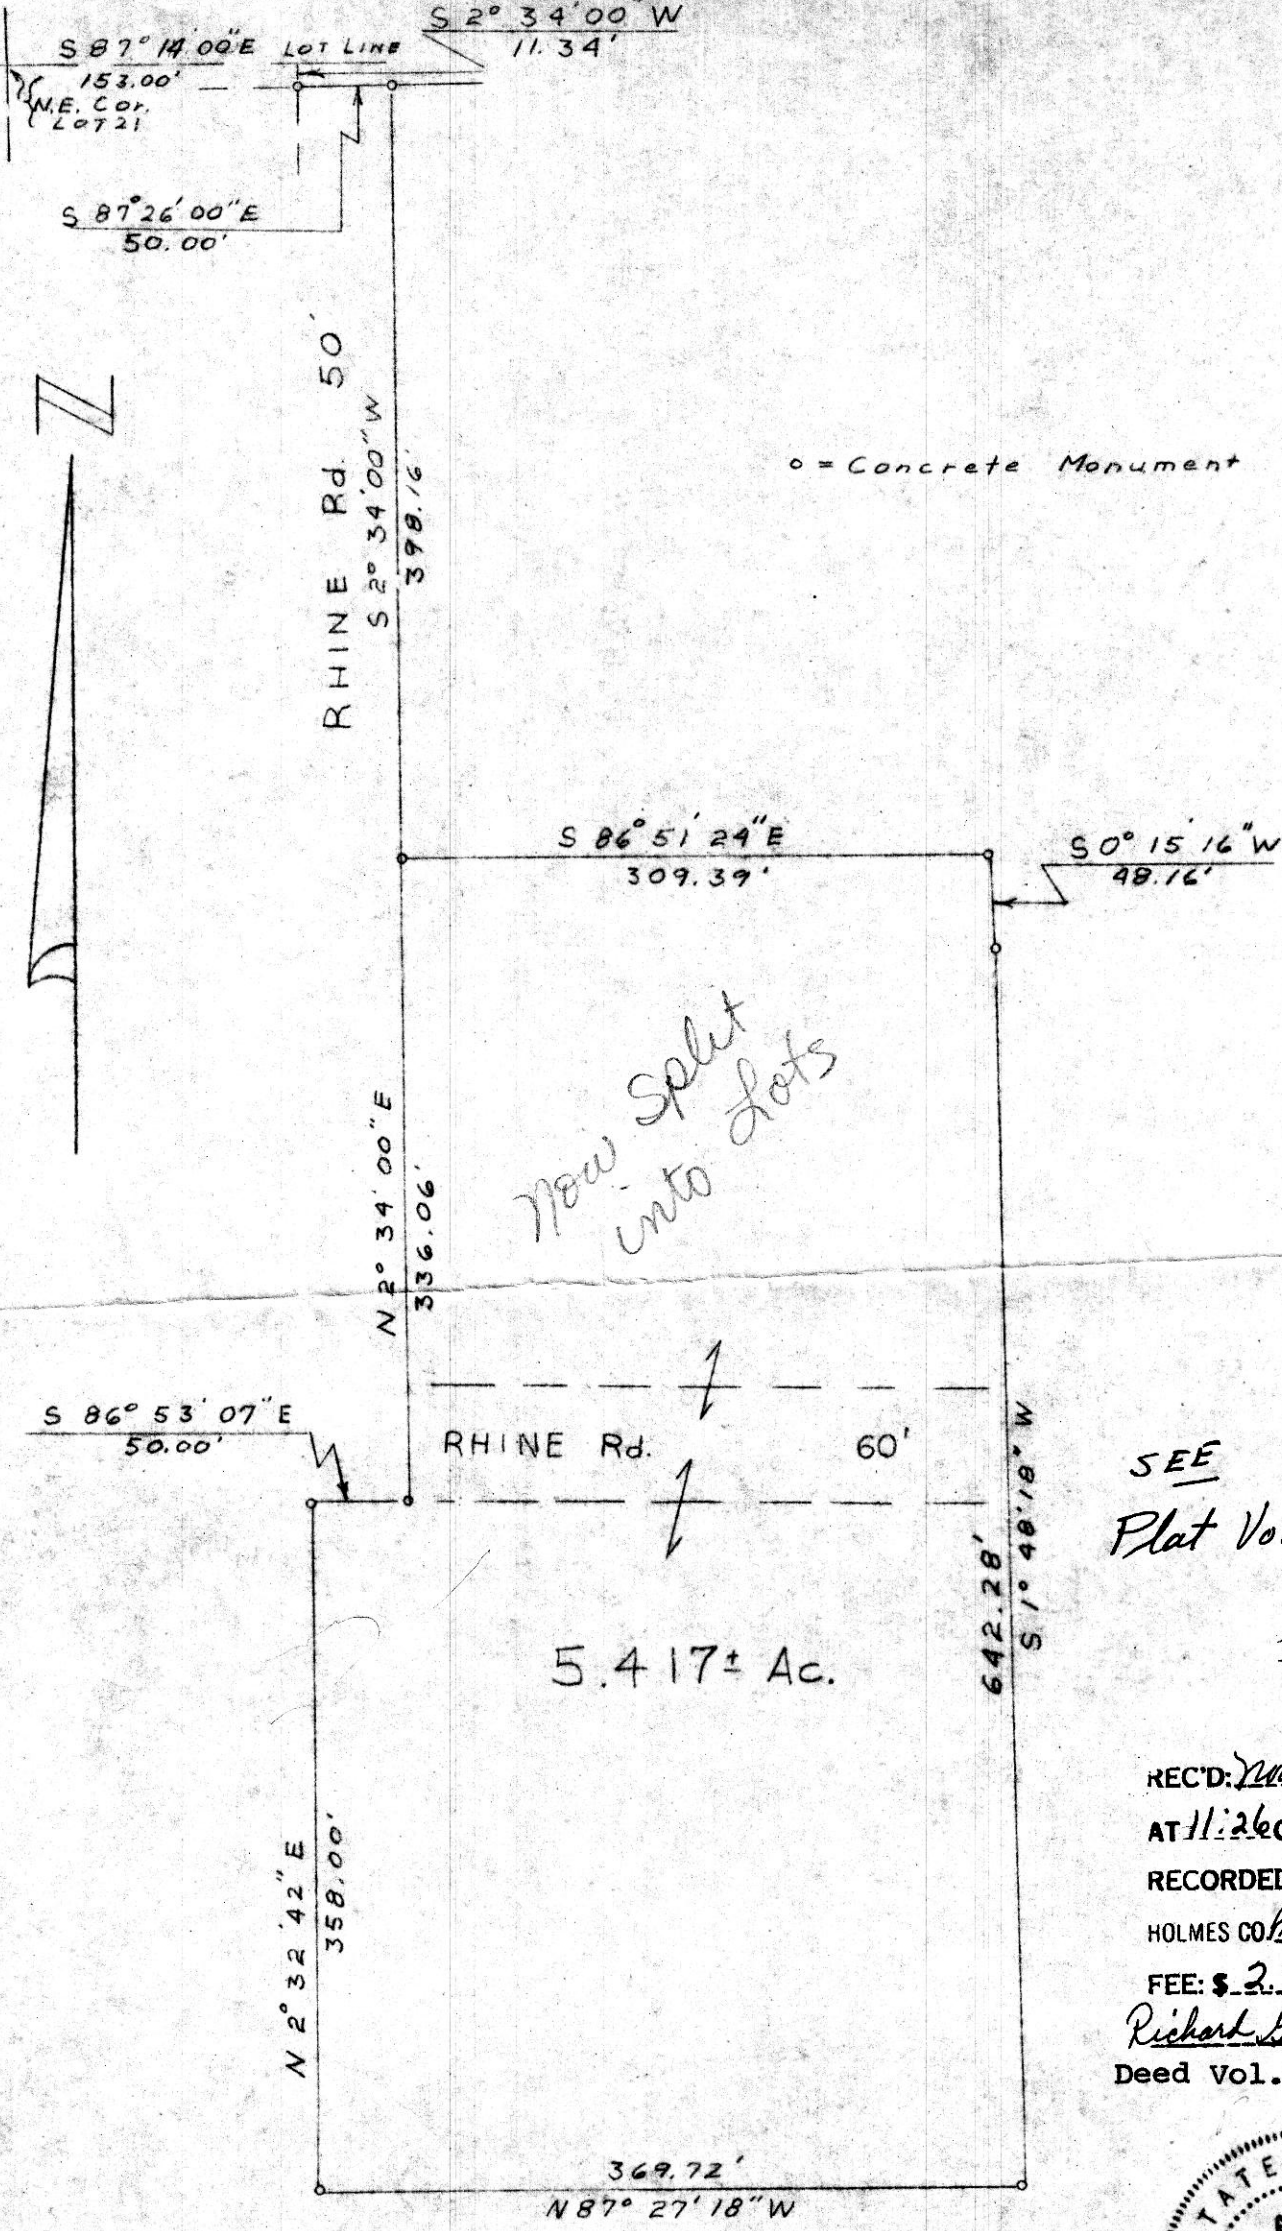 S 2° 34' 00" W
11.34'
S 87° 14' 00" E LOT LINE
153.00'
N.E. Cor.
LOT 21
S 87° 26' 00" E
50.00'
RHINE Rd. 50'
S 2° 34' 00" W
398.16'
N
o = Concrete Monument
S 86° 51' 24" E
309.39'
S 0° 15' 16" W
48.16'
Now Split
into Lots
N 2° 34' 00" E
336.06'
S 86° 53' 07" E
50.00'
RHINE Rd. 60'
642.28'
S 1° 48' 18" W
SEE
Plat Vo
5.417± Ac.
N 2° 32' 42" E
358.00'
REC'D:
AT 11:26
RECORDED
HOLMES CO
FEE: $ 2.
Richard
Deed Vol.
369.72'
N 87° 27' 18" W
TATE